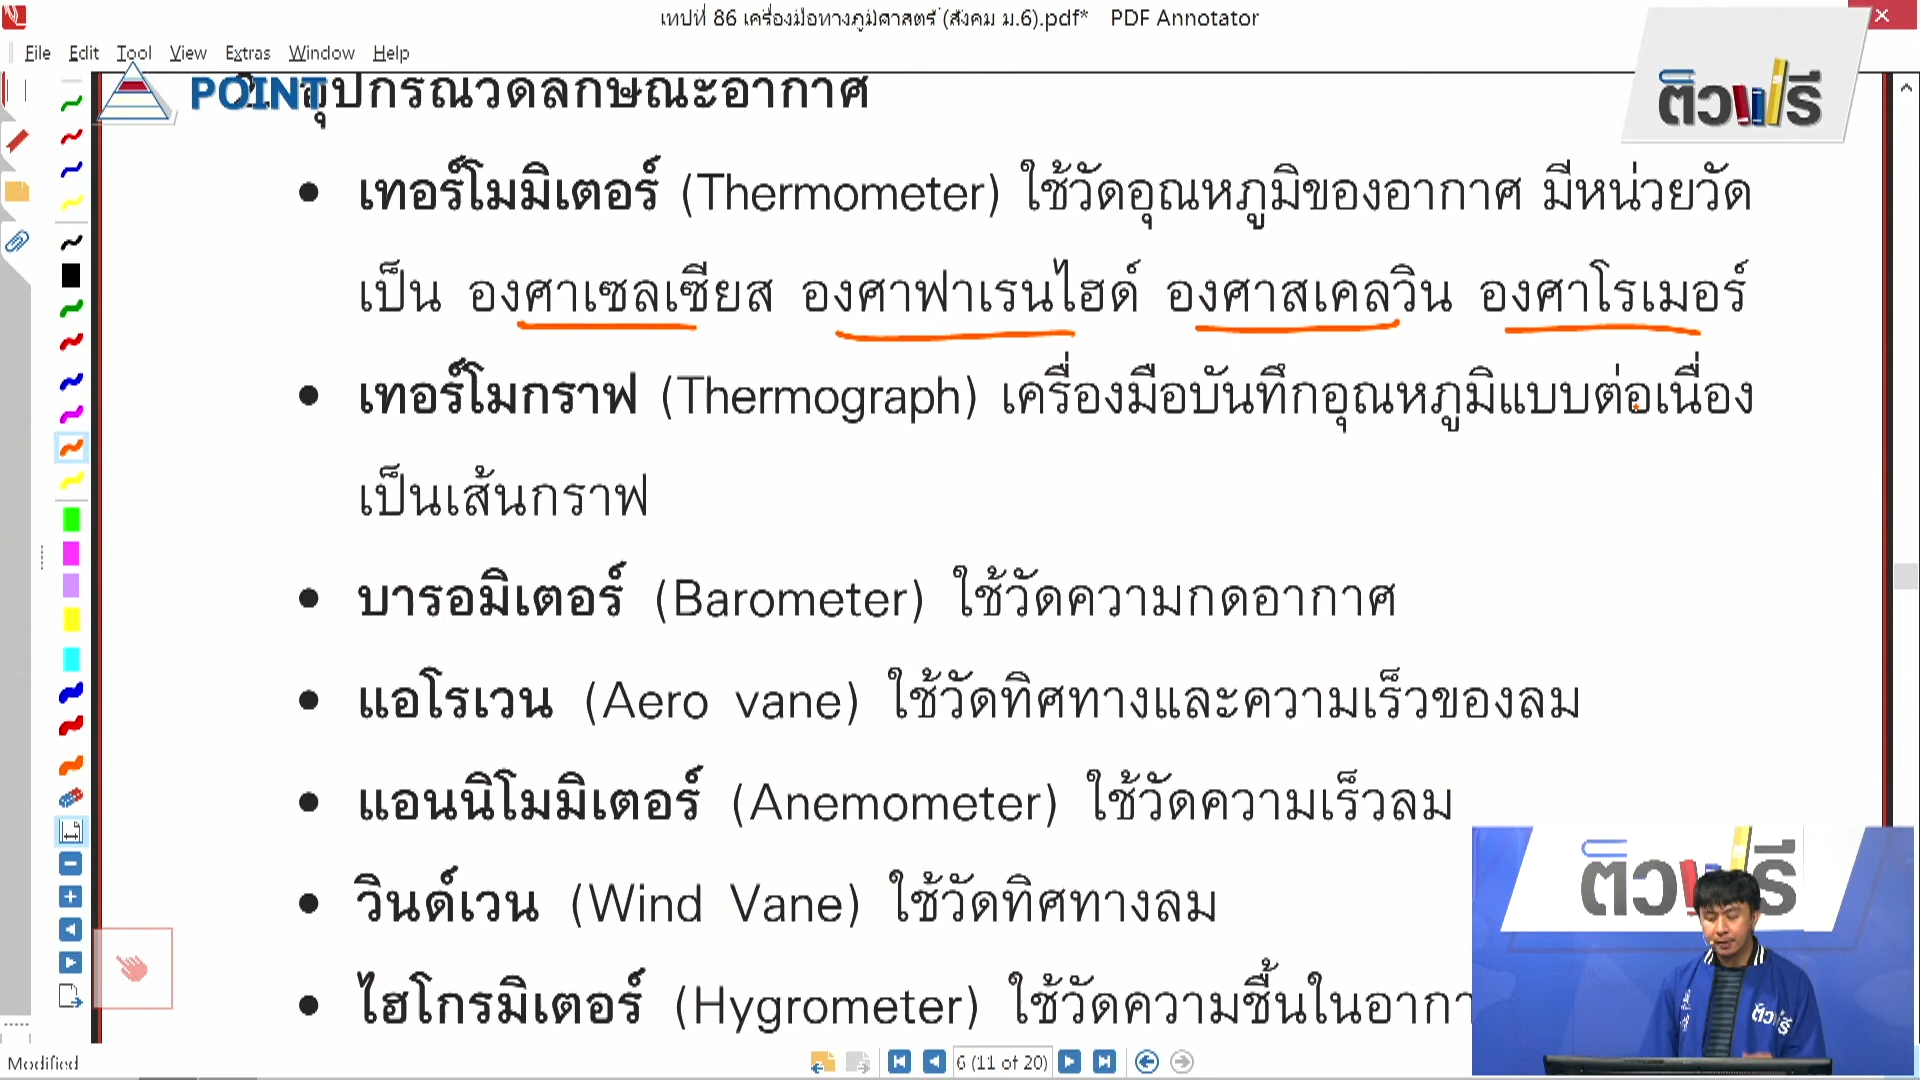 เทปที่ 86 เครื่องมือทางภูมิศาสตร์ (สังคม ม.6).pdf* PDF Annotator
File Edit Tool View Extras Window Help
POINT
อุปกรณ์วัดลักษณะอากาศ
ติวฟรี
• เทอร์โมมิเตอร์ (Thermometer) ใช้วัดอุณหภูมิของอากาศ มีหน่วยวัด
เป็น องศาเซลเซียส องศาฟาเรนไฮด์ องศาสเคลวิน องศาโรเมอร์
• เทอร์โมกราฟ (Thermograph) เครื่องมือบันทึกอุณหภูมิแบบต่อเนื่อง
เป็นเส้นกราฟ
• บารอมิเตอร์ (Barometer) ใช้วัดความกดอากาศ
• แอโรเวน (Aero vane) ใช้วัดทิศทางและความเร็วของลม
• แอนนิโมมิเตอร์ (Anemometer) ใช้วัดความเร็วลม
• วินด์เวน (Wind Vane) ใช้วัดทิศทางลม
• ไฮโกรมิเตอร์ (Hygrometer) ใช้วัดความชื้นในอากา
ติวฟรี
ติวฟรี
Modified
6 (11 of 20)